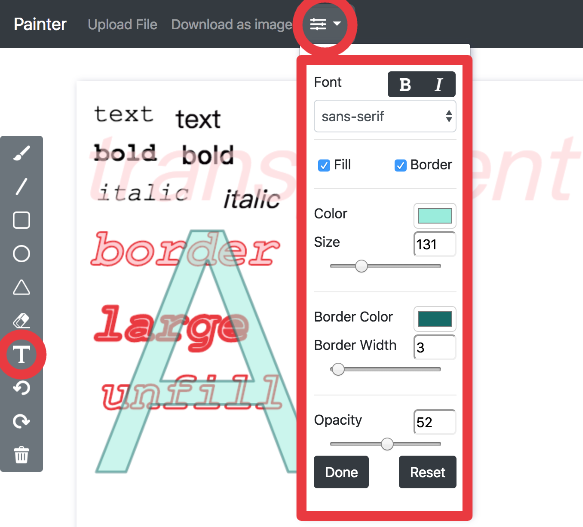 Painter Upload File Download as image
Font B I
sans-serif
Fill Border
Color
Size 131
Border Color
Border Width 3
Opacity 52
Done Reset
T
text text
bold bold
italic italic
border
large
unfill
A